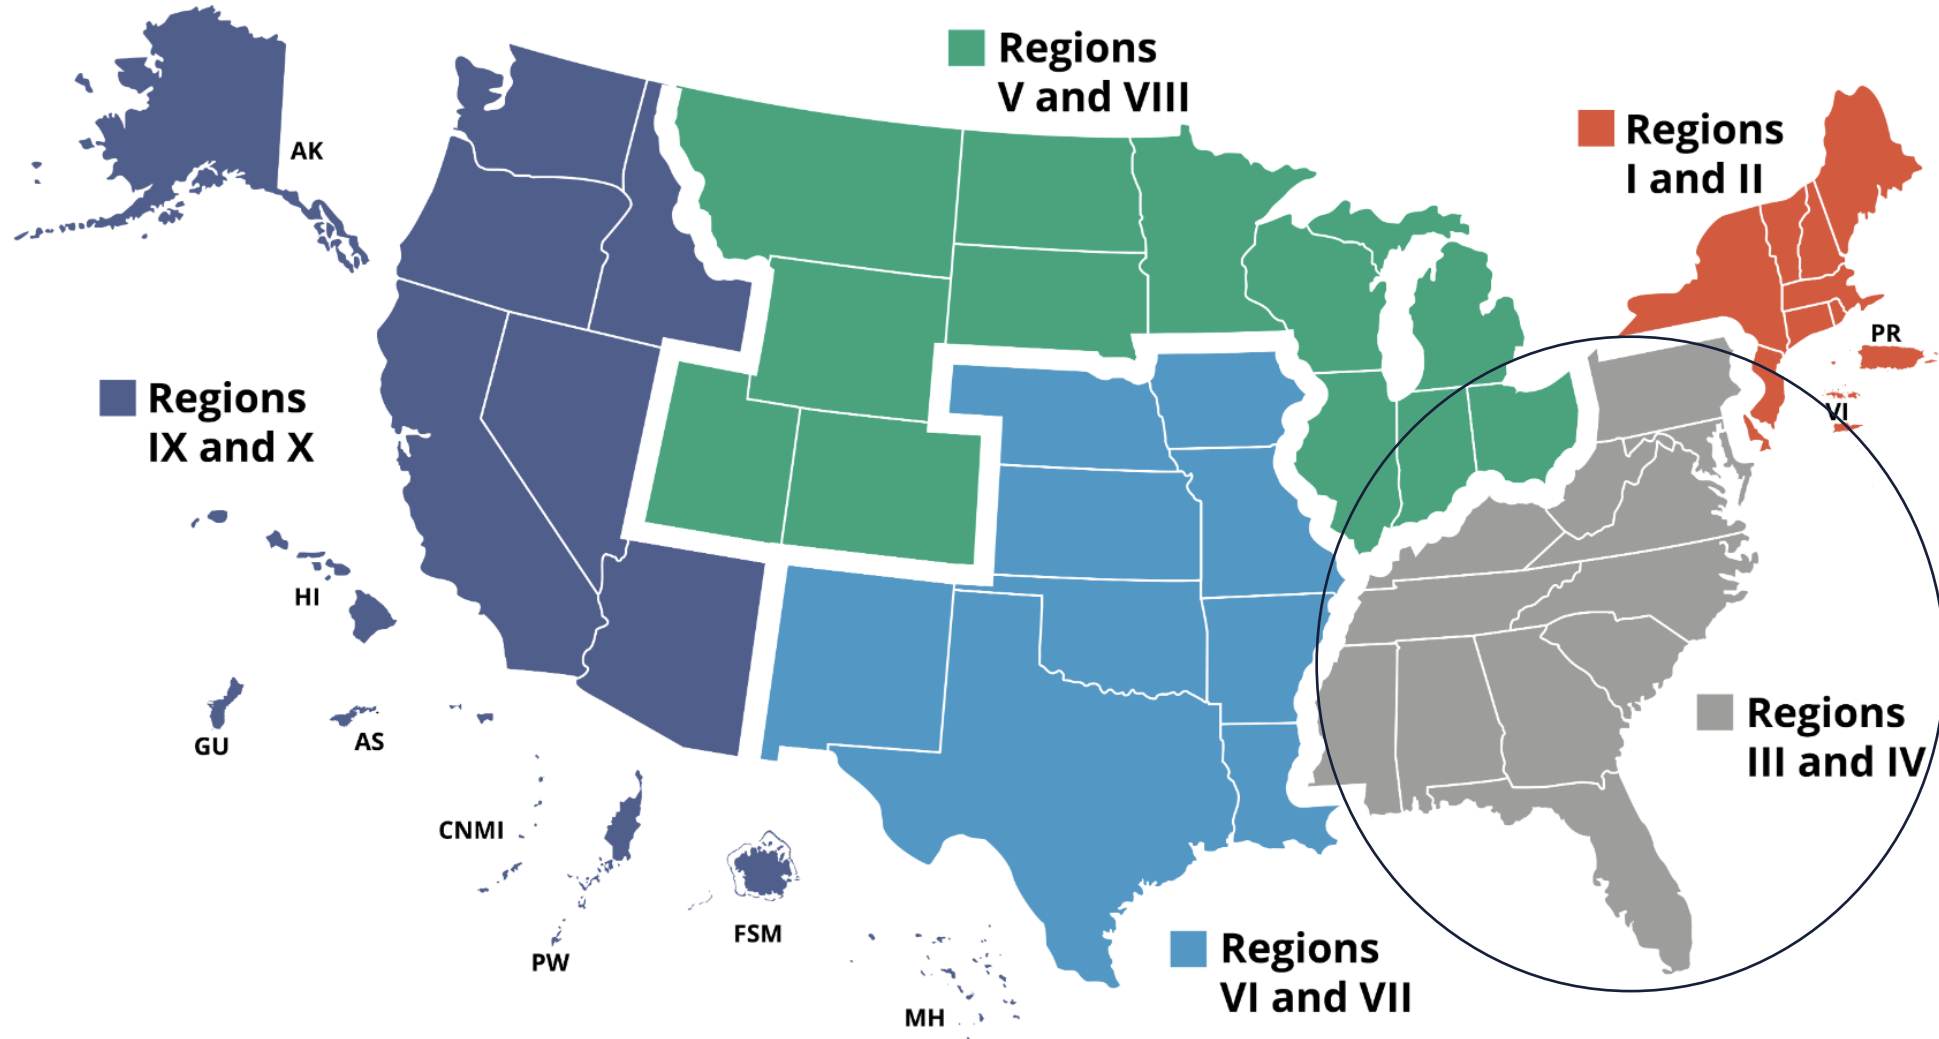 Regions
V and VIII
Regions
I and II
AK
PR
Regions
IX and X
VI
HI
Regions
III and IV
GU
AS
CNMI
FSM
Regions
VI and VII
PW
MH